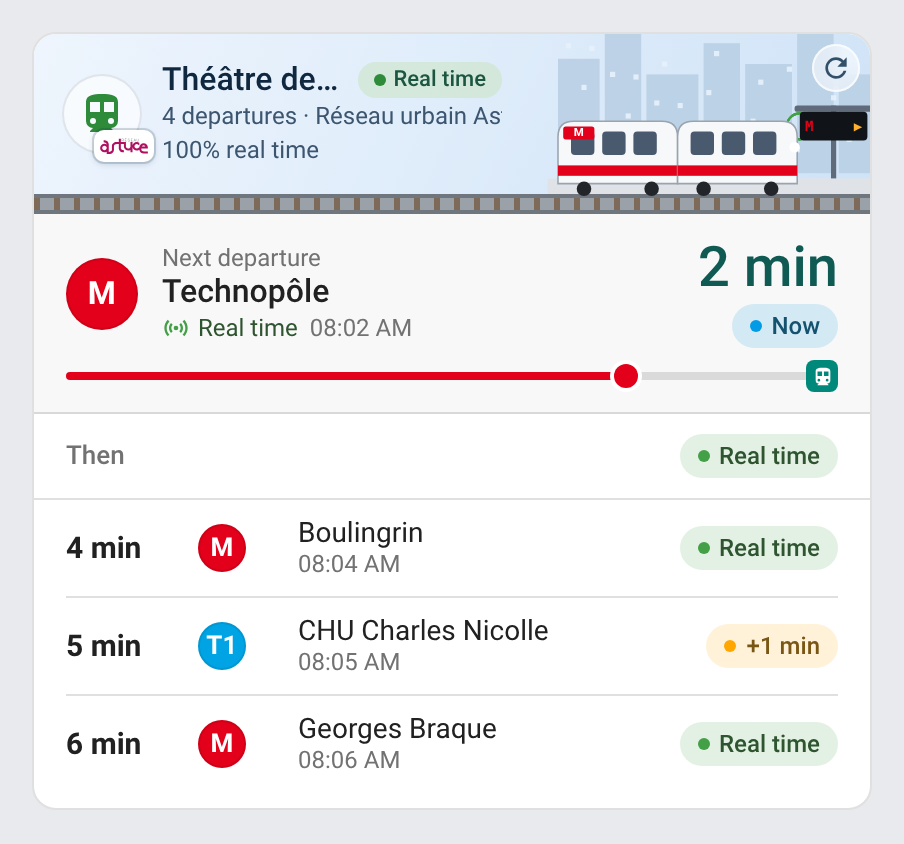 Théâtre de...
Real time
4 departures · Réseau urbain As
100% real time
astuce
M
M
Next departure
Technopôle
Real time 08:02 AM
M
2 min
Now
Then
Real time
4 min
M
Boulingrin
08:04 AM
Real time
5 min
T1
CHU Charles Nicolle
08:05 AM
+1 min
6 min
M
Georges Braque
08:06 AM
Real time